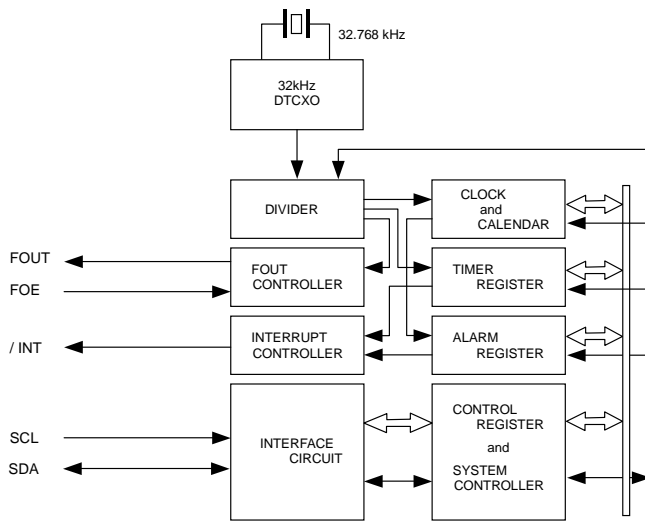 32.768 kHz
32kHz
DTCXO
DIVIDER
CLOCK
and
CALENDAR
FOUT
FOE
FOUT
CONTROLLER
TIMER
REGISTER
/ INT
INTERRUPT
CONTROLLER
ALARM
REGISTER
SCL
SDA
INTERFACE
CIRCUIT
CONTROL
REGISTER
and
SYSTEM
CONTROLLER